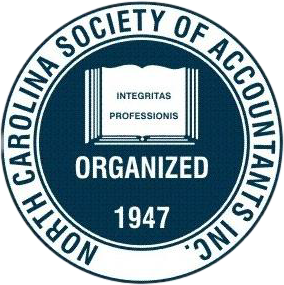 NORTH CAROLINA SOCIETY OF ACCOUNTANTS INC.
INTEGRITAS
PROFESSIONIS
ORGANIZED
1947